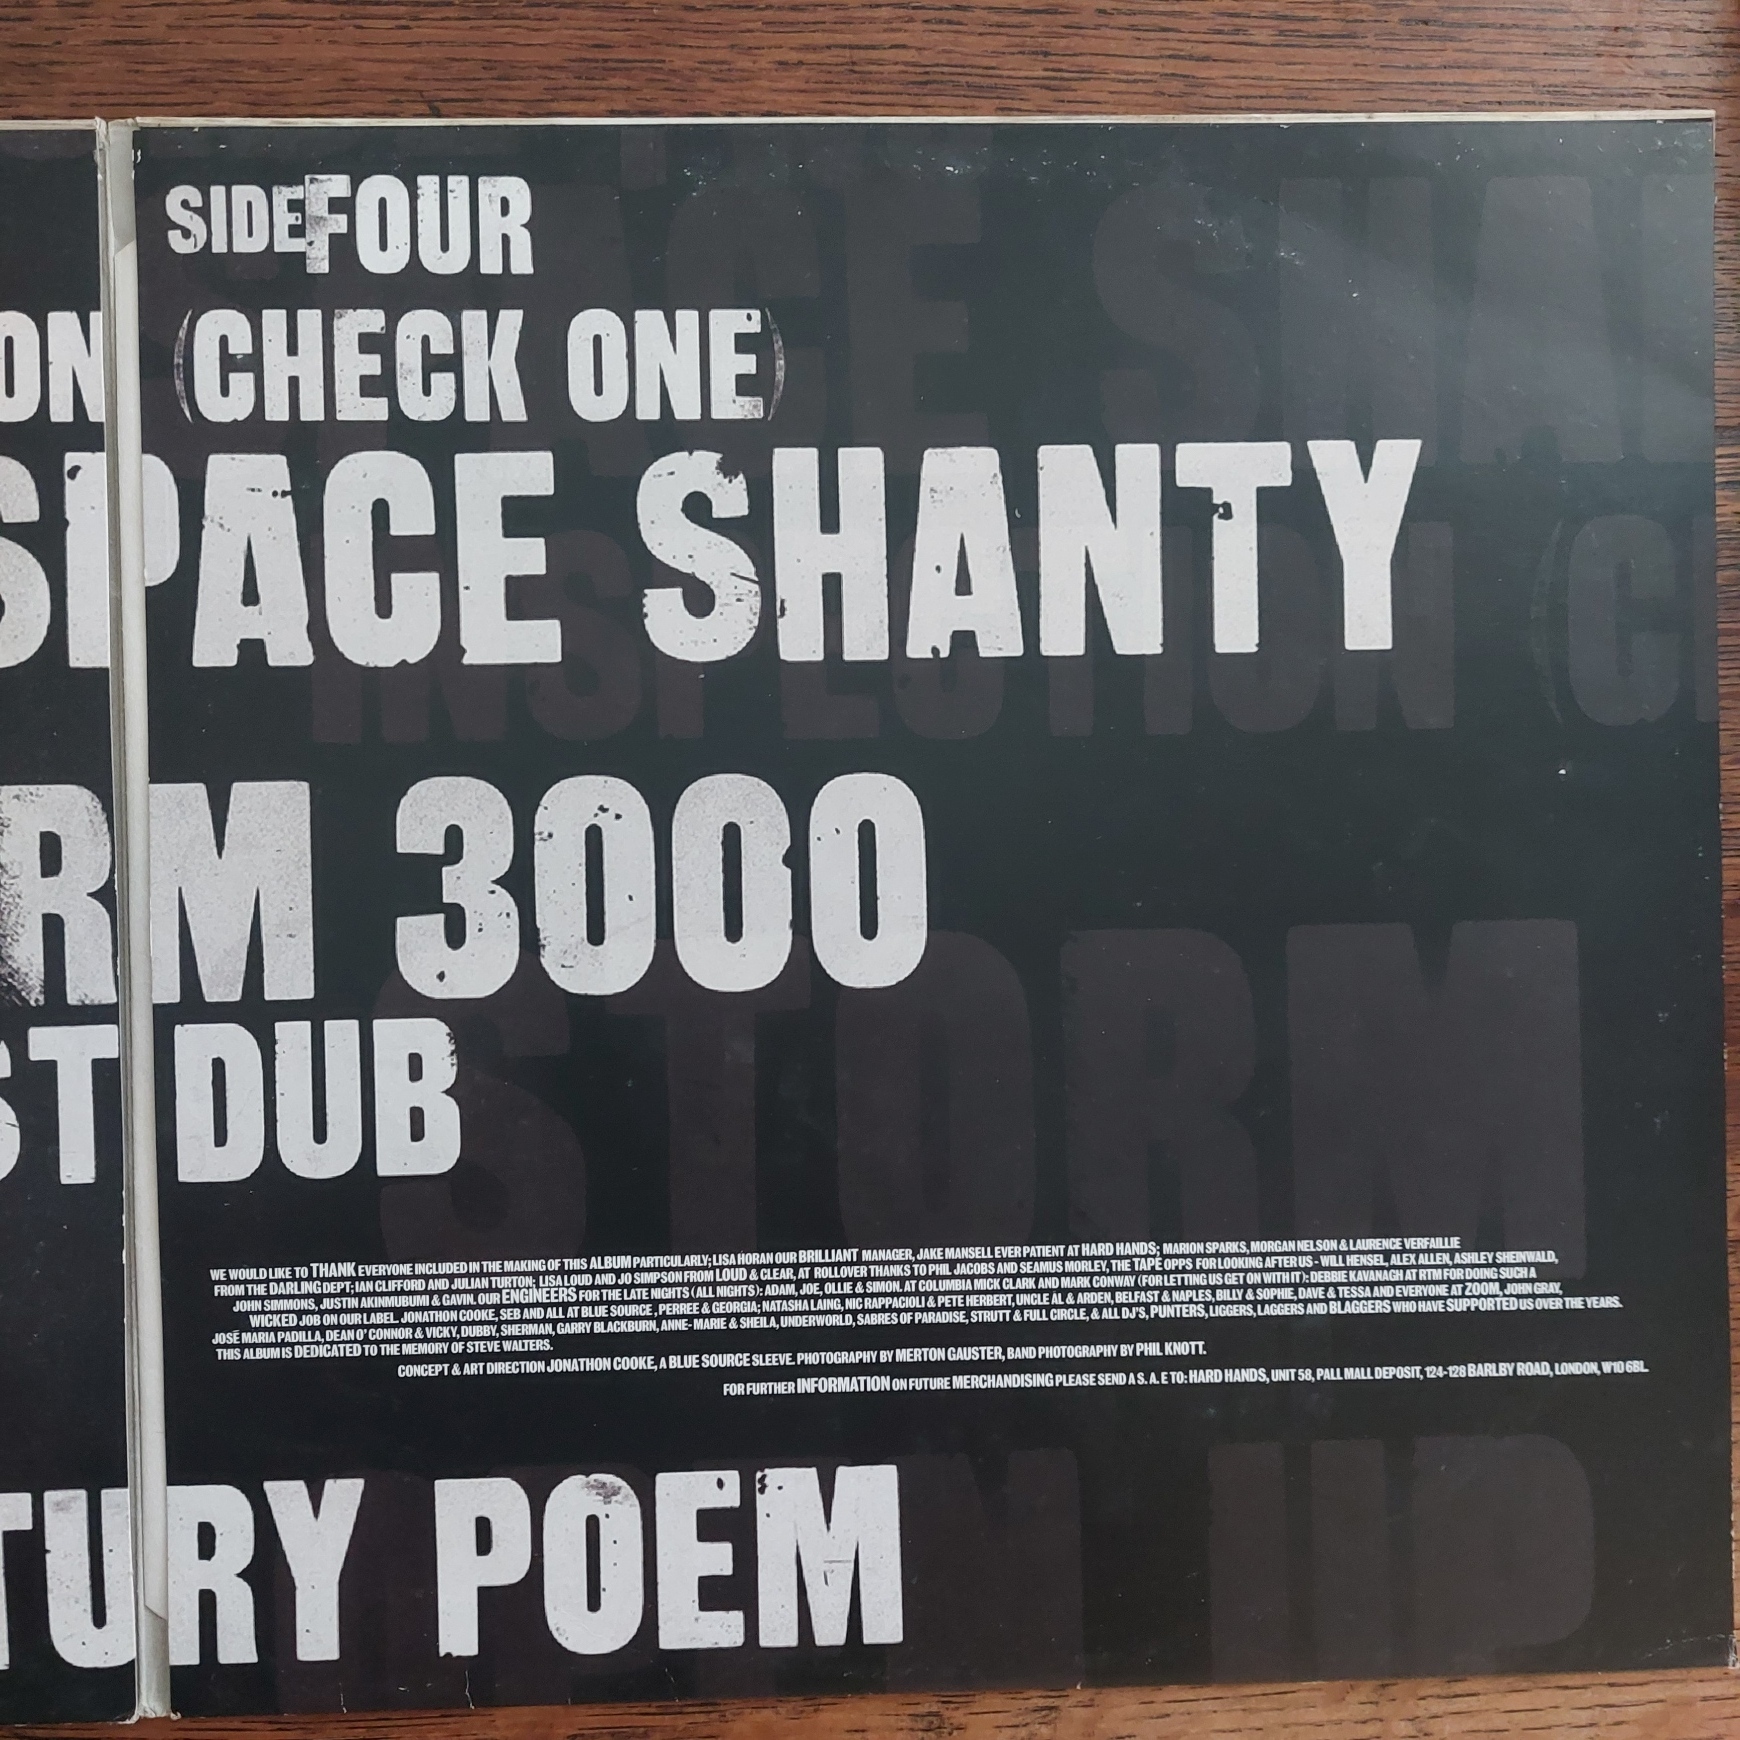 SIDEFOUR
ON (CHECK ONE)
SPACE SHANTY
RM 3000
ST DUB
WE WOULD LIKE TO THANK EVERYONE INCLUDED IN THE MAKING OF THIS ALBUM PARTICULARLY; LISA HORAN OUR BRILLIANT MANAGER, JAKE MANSELL EVER PATIENT AT HARD HANDS; MARION SPARKS, MORGAN NELSON & LAURENCE VERFAILLIE
FROM THE DARLING DEPT; IAN CLIFFORD AND JULIAN TURTON; LISA LOUD AND JO SIMPSON FROM LOUD & CLEAR, AT ROLLOVER THANKS TO PHIL JACOBS AND SEAMUS MORLEY, THE TAPE OPPS FOR LOOKING AFTER US - WILL HENSEL, ALEX ALLEN, ASHLEY SHEINWALD,
JOHN SIMMONS, JUSTIN AKINMUBUMI & GAVIN. OUR ENGINEERS FOR THE LATE NIGHTS (ALL NIGHTS): ADAM, JOE, OLLIE & SIMON. AT COLUMBIA MICK CLARK AND MARK CONWAY (FOR LETTING US GET ON WITH IT): DEBBIE KAVANAGH AT RTM FOR DOING SUCH A
WICKED JOB ON OUR LABEL. JONATHON COOKE, SEB AND ALL AT BLUE SOURCE, PERREE & GEORGIA; NATASHA LAING, NIC RAPPACIOLI & PETE HERBERT, UNCLE AL & ARDEN, BELFAST & NAPLES, BILLY & SOPHIE, DAVE & TESSA AND EVERYONE AT ZOOM, JOHN GRAY,
JOSÉ MARIA PADILLA, DEAN O'CONNOR & VICKY, DUBBY, SHERMAN, GARRY BLACKBURN, ANNE-MARIE & SHEILA, UNDERWORLD, SABRES OF PARADISE, STRUTT & FULL CIRCLE, & ALL DJ'S, PUNTERS, LIGGERS, LAGGERS AND BLAGGERS WHO HAVE SUPPORTED US OVER THE YEARS.
THIS ALBUM IS DEDICATED TO THE MEMORY OF STEVE WALTERS.
CONCEPT & ART DIRECTION JONATHON COOKE, A BLUE SOURCE SLEEVE. PHOTOGRAPHY BY MERTON GAUSTER, BAND PHOTOGRAPHY BY PHIL KNOTT.
FOR FURTHER INFORMATION ON FUTURE MERCHANDISING PLEASE SEND A S. A. E TO: HARD HANDS, UNIT 58, PALL MALL DEPOSIT, 124-128 BARLBY ROAD, LONDON, W10 6BL.
TURY POEM
SPACE SHA
INSPECTION (C
STORM
UP